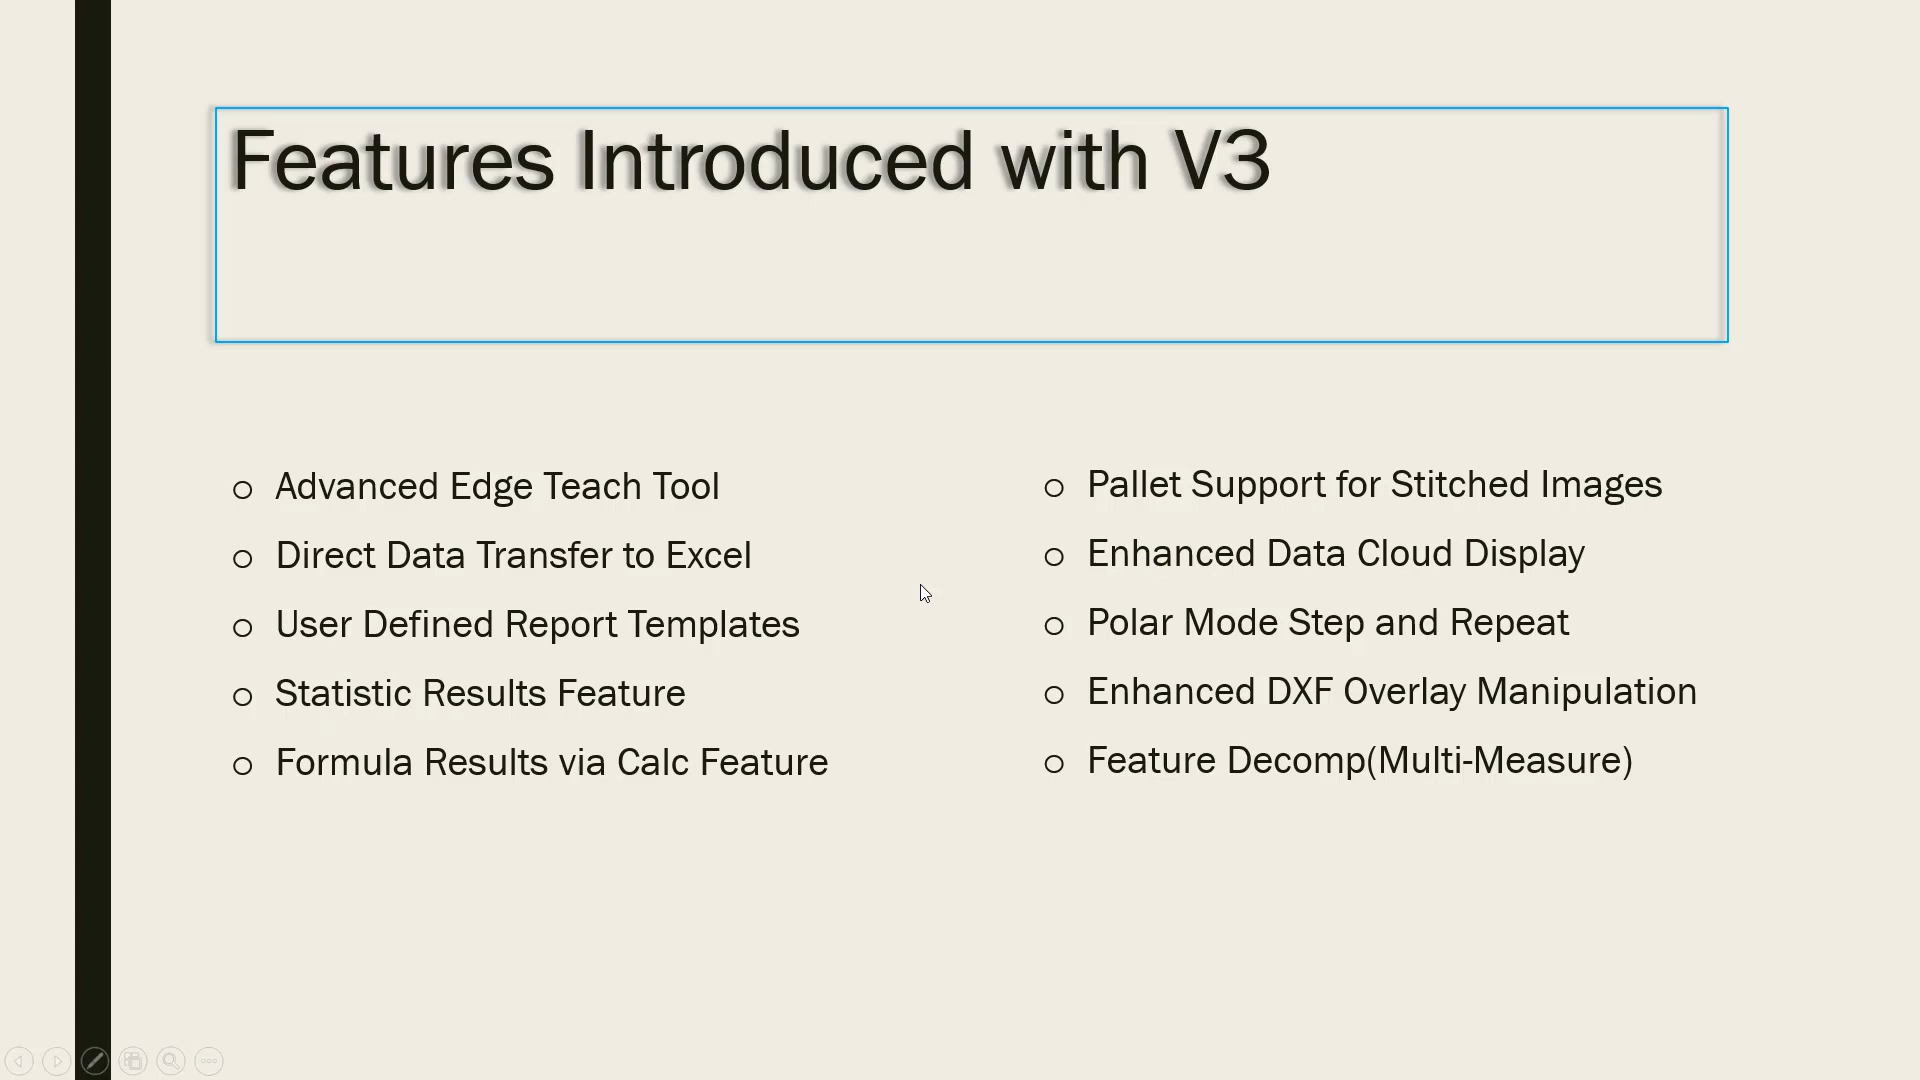 Features Introduced with V3
Advanced Edge Teach Tool
Direct Data Transfer to Excel
User Defined Report Templates
Statistic Results Feature
Formula Results via Calc Feature
Pallet Support for Stitched Images
Enhanced Data Cloud Display
Polar Mode Step and Repeat
Enhanced DXF Overlay Manipulation
Feature Decomp(Multi-Measure)